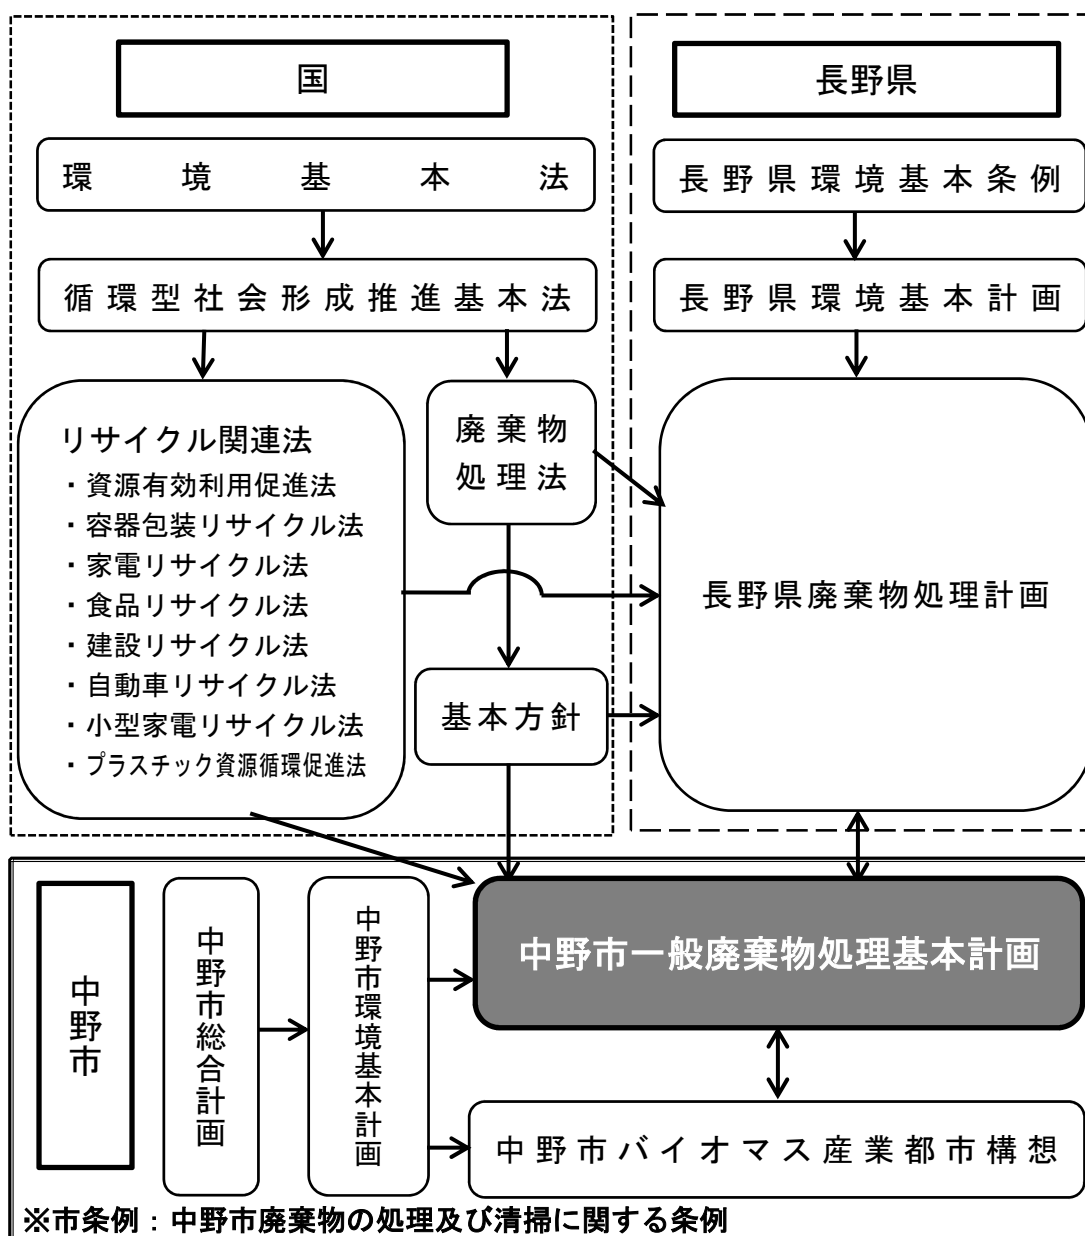 国
環境基本法
循環型社会形成推進基本法
リサイクル関連法
・資源有効利用促進法
・容器包装リサイクル法
・家電リサイクル法
・食品リサイクル法
・建設リサイクル法
・自動車リサイクル法
・小型家電リサイクル法
・プラスチック資源循環促進法
廃棄物
処理法
基本方針
長野県
長野県環境基本条例
長野県環境基本計画
長野県廃棄物処理計画
中野市
中野市総合計画
中野市環境基本計画
中野市一般廃棄物処理基本計画
中野市バイオマス産業都市構想
※市条例：中野市廃棄物の処理及び清掃に関する条例